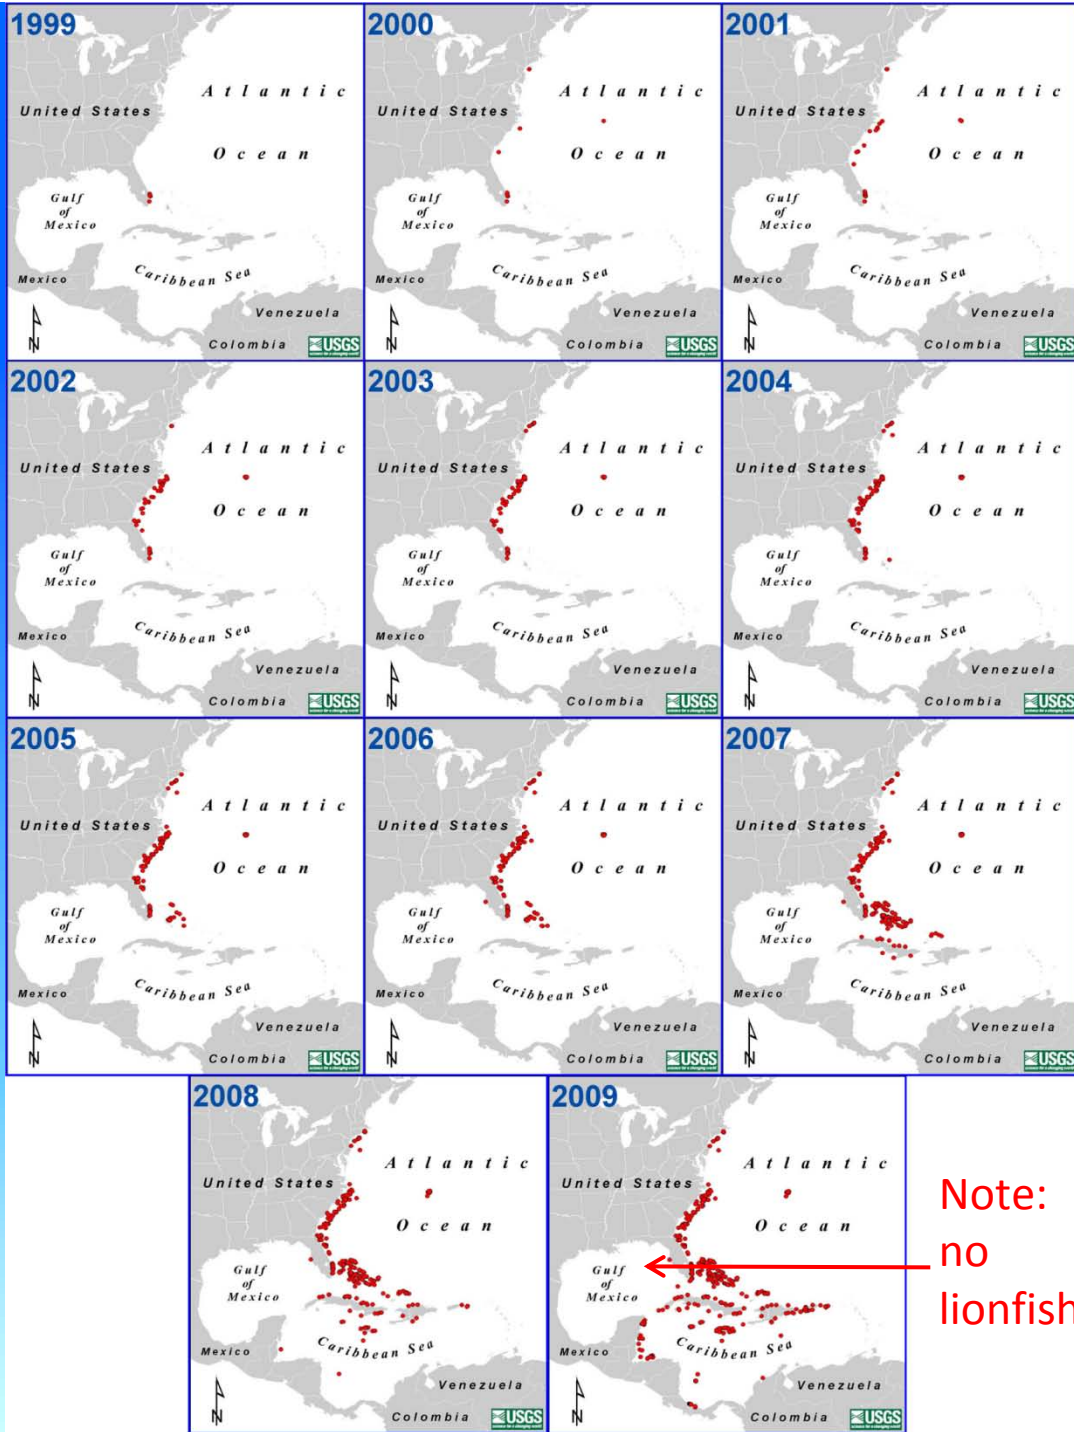 1999
Atlantic
United States
Ocean
Gulf
of
Mexico
Caribbean Sea
Mexico
Venezuela
N
Colombia
USGS
2000
Atlantic
United States
Ocean
Gulf
of
Mexico
Caribbean Sea
Mexico
Venezuela
N
Colombia
USGS
2001
Atlantic
United States
Ocean
Gulf
of
Mexico
Caribbean Sea
Mexico
Venezuela
N
Colombia
USGS
2002
Atlantic
United States
Ocean
Gulf
of
Mexico
Caribbean Sea
Mexico
Venezuela
N
Colombia
USGS
2003
Atlantic
United States
Ocean
Gulf
of
Mexico
Caribbean Sea
Mexico
Venezuela
N
Colombia
USGS
2004
Atlantic
United States
Ocean
Gulf
of
Mexico
Caribbean Sea
Mexico
Venezuela
N
Colombia
USGS
2005
Atlantic
United States
Ocean
Gulf
of
Mexico
Caribbean Sea
Mexico
Venezuela
N
Colombia
USGS
2006
Atlantic
United States
Ocean
Gulf
of
Mexico
Caribbean Sea
Mexico
Venezuela
N
Colombia
USGS
2007
Atlantic
United States
Ocean
Gulf
of
Mexico
Caribbean Sea
Mexico
Venezuela
N
Colombia
USGS
2008
Atlantic
United States
Ocean
Gulf
of
Mexico
Caribbean Sea
Mexico
Venezuela
N
Colombia
USGS
2009
Atlantic
United States
Ocean
Gulf
of
Mexico
Caribbean Sea
Mexico
Venezuela
N
Colombia
USGS
Note:
no
lionfish